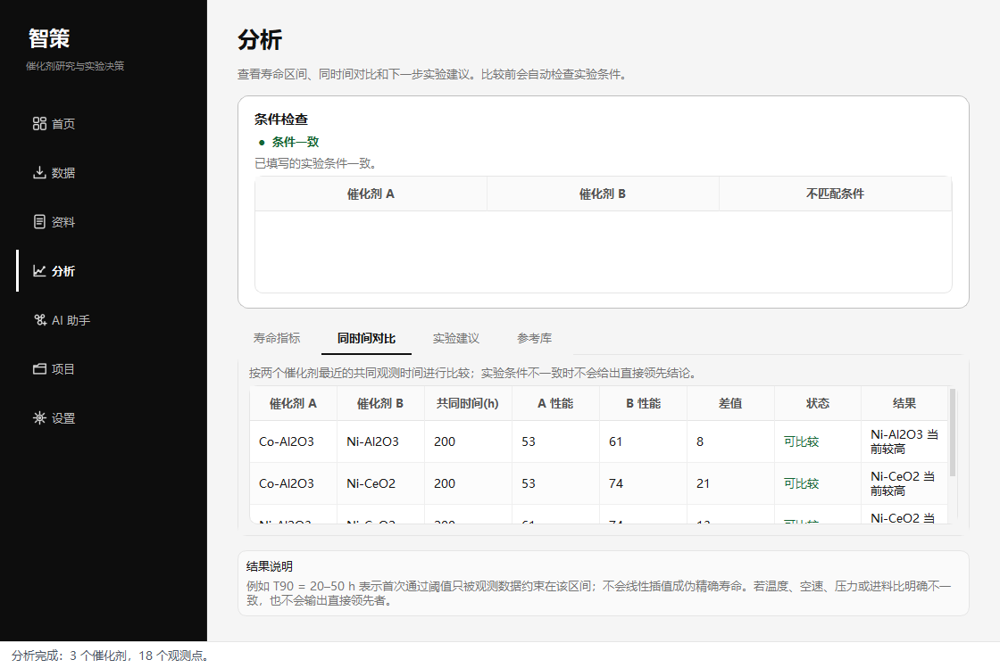 智策
催化剂研究与实验决策
首页
数据
资料
分析
AI 助手
项目
设置
分析
查看寿命区间、同时间对比和下一步实验建议。比较前会自动检查实验条件。
条件检查
● 条件一致
已填写的实验条件一致。
催化剂 A 催化剂 B 不匹配条件
寿命指标 同时间对比 实验建议 参考库
按两个催化剂最近的共同观测时间进行比较；实验条件不一致时不会给出直接领先结论。
催化剂 A 催化剂 B 共同时间(h) A 性能 B 性能 差值 状态 结果
Co-Al2O3 Ni-Al2O3 200 53 61 8 可比较 Ni-Al2O3 当
前较高
Co-Al2O3 Ni-CeO2 200 53 74 21 可比较 Ni-CeO2 当
前较高
Ni-Al2O3 Ni-CeO2 200 61 74 13 可比较 Ni-CeO2 当
结果说明
例如 T90 = 20–50 h 表示首次通过阈值只被观测数据约束在该区间；不会线性插值成伪精确寿命。若温度、空速、压力或进料比明确不一
致，也不会输出直接领先者。
分析完成：3 个催化剂，18 个观测点。